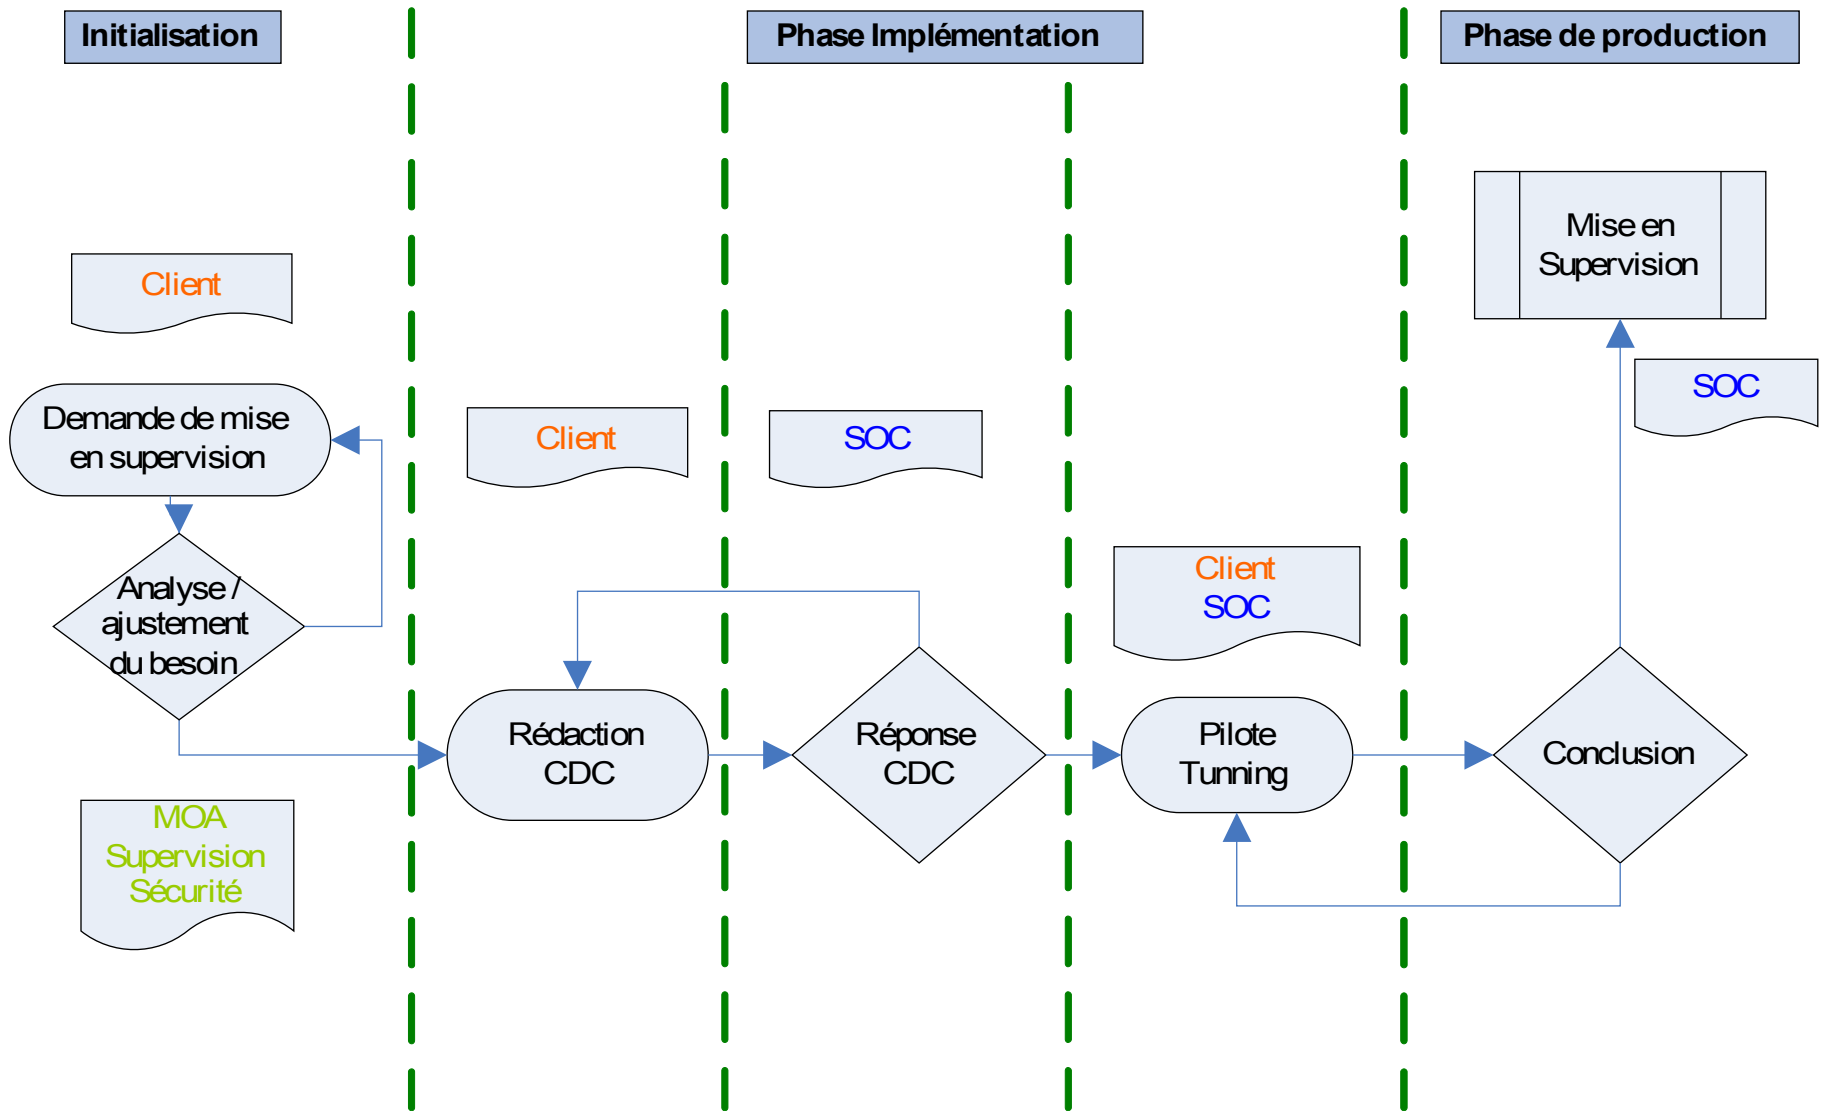 Initialisation
Phase Implémentation
Phase de production
Client
Demande de mise
en supervision
Analyse /
ajustement
du besoin
MOA
Supervision
Sécurité
Client
Rédaction
CDC
SOC
Réponse
CDC
Client
SOC
Pilote
Tunning
Mise en
Supervision
SOC
Conclusion